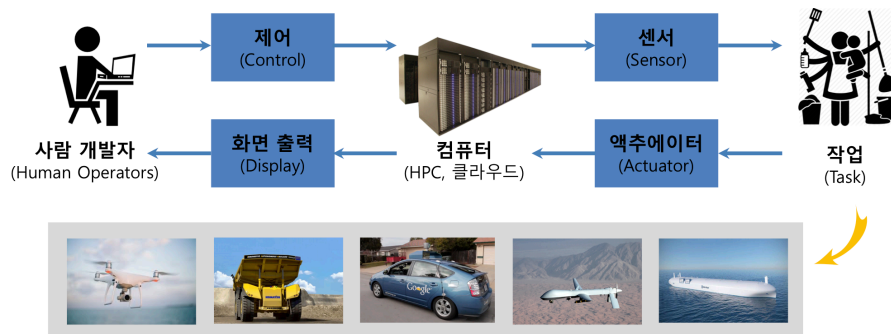 제어
(Control)
센서
(Sensor)
사람 개발자
(Human Operators)
화면 출력
(Display)
컴퓨터
(HPC, 클라우드)
액추에이터
(Actuator)
작업
(Task)
Google